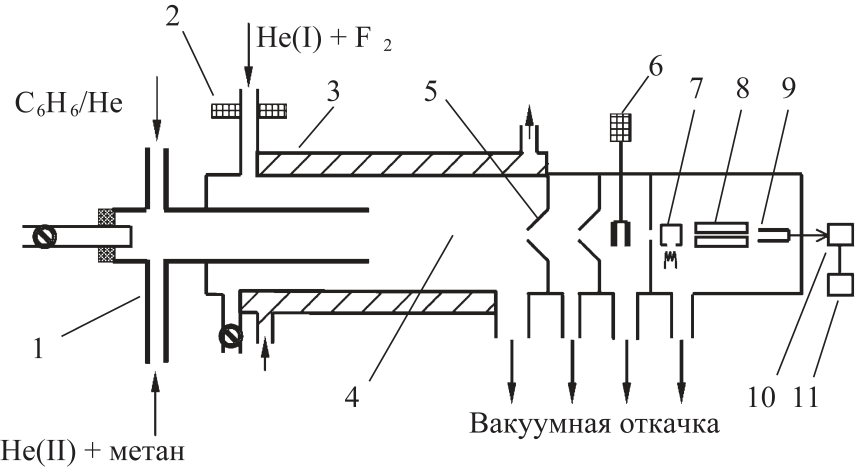 2
He(I) + F 2
C6H6/He
3
5
6
7
8
9
1
4
10
11
Вакуумная откачка
He(II) + метан